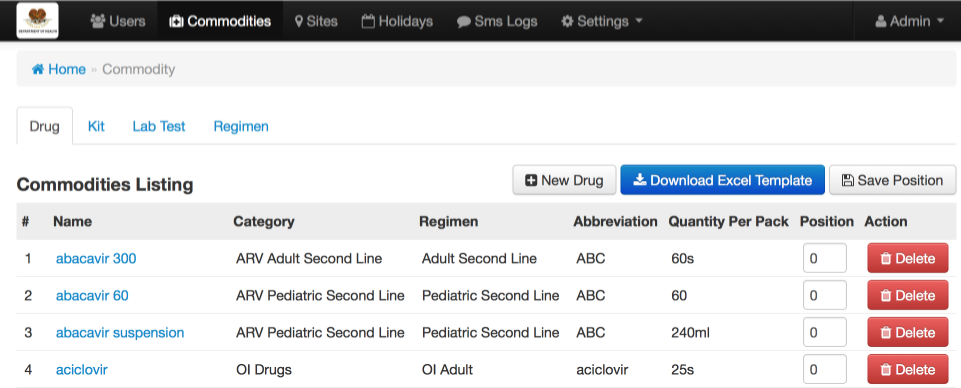 DEPARTMENT OF HEALTH
Users Commodities Sites Holidays Sms Logs Settings Admin
Home » Commodity
Drug Kit Lab Test Regimen
Commodities Listing New Drug Download Excel Template Save Position
# Name Category Regimen Abbreviation Quantity Per Pack Position Action
1 abacavir 300 ARV Adult Second Line Adult Second Line ABC 60s 0 Delete
2 abacavir 60 ARV Pediatric Second Line Pediatric Second Line ABC 60 0 Delete
3 abacavir suspension ARV Pediatric Second Line Pediatric Second Line ABC 240ml 0 Delete
4 aciclovir OI Drugs OI Adult aciclovir 25s 0 Delete